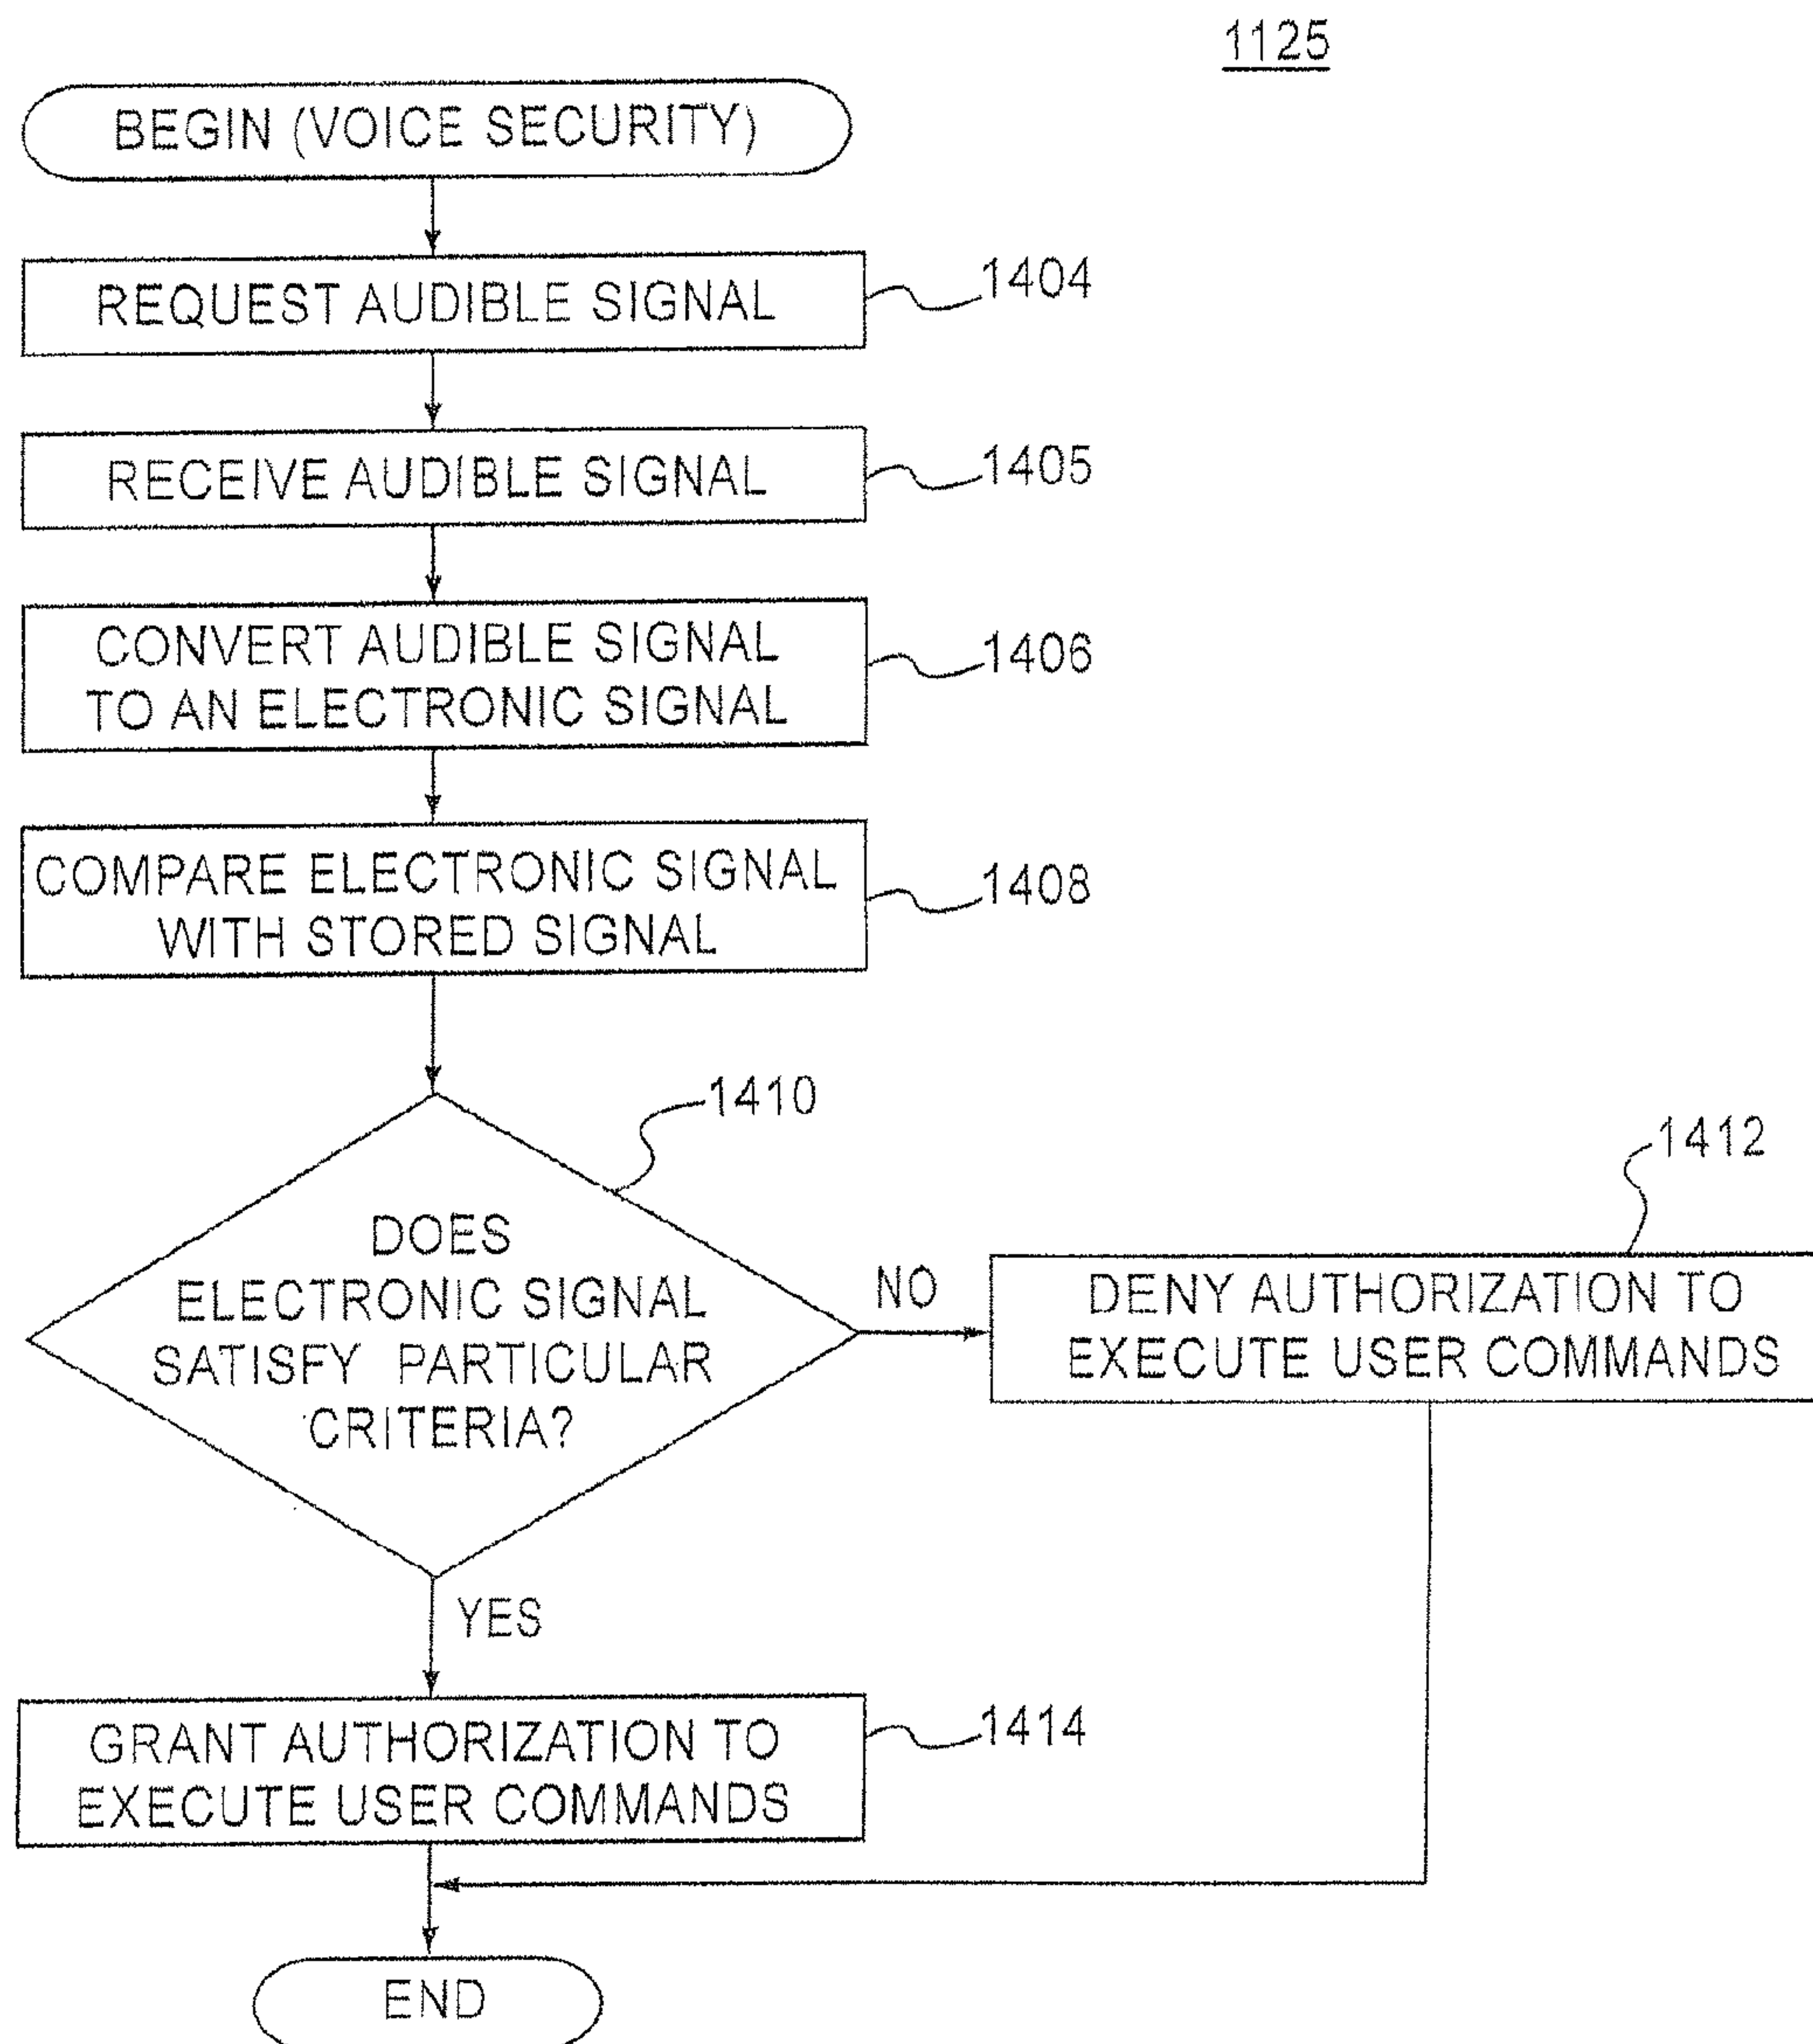 1125
BEGIN (VOICE SECURITY)
REQUEST AUDIBLE SIGNAL
1404
RECEIVE AUDIBLE SIGNAL
1405
CONVERT AUDIBLE SIGNAL
TO AN ELECTRONIC SIGNAL
1406
COMPARE ELECTRONIC SIGNAL
WITH STORED SIGNAL
1408
1410
DOES
ELECTRONIC SIGNAL
SATISFY PARTICULAR
CRITERIA?
NO
1412
DENY AUTHORIZATION TO
EXECUTE USER COMMANDS
YES
GRANT AUTHORIZATION TO
EXECUTE USER COMMANDS
1414
END